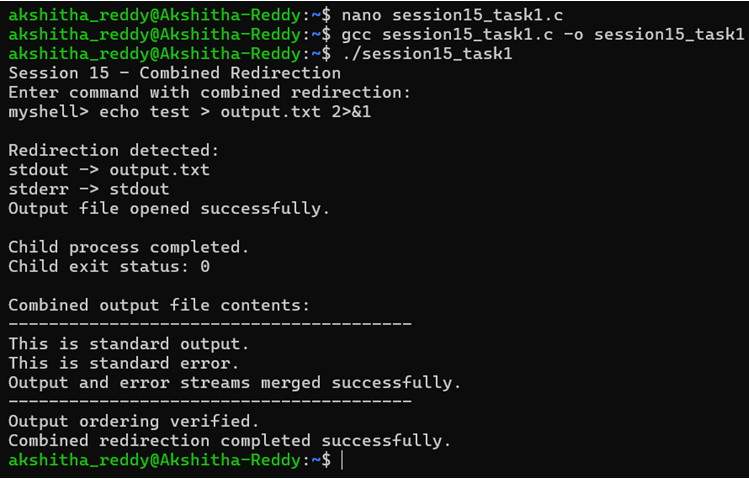 akshitha_reddy@Akshitha-Reddy:~$ nano session15_task1.c
akshitha_reddy@Akshitha-Reddy:~$ gcc session15_task1.c -o session15_task1
akshitha_reddy@Akshitha-Reddy:~$ ./session15_task1
Session 15 - Combined Redirection
Enter command with combined redirection:
myshell> echo test > output.txt 2>&1

Redirection detected:
stdout -> output.txt
stderr -> stdout
Output file opened successfully.

Child process completed.
Child exit status: 0

Combined output file contents:
----------------------------------------
This is standard output.
This is standard error.
Output and error streams merged successfully.
----------------------------------------
Output ordering verified.
Combined redirection completed successfully.
akshitha_reddy@Akshitha-Reddy:~$